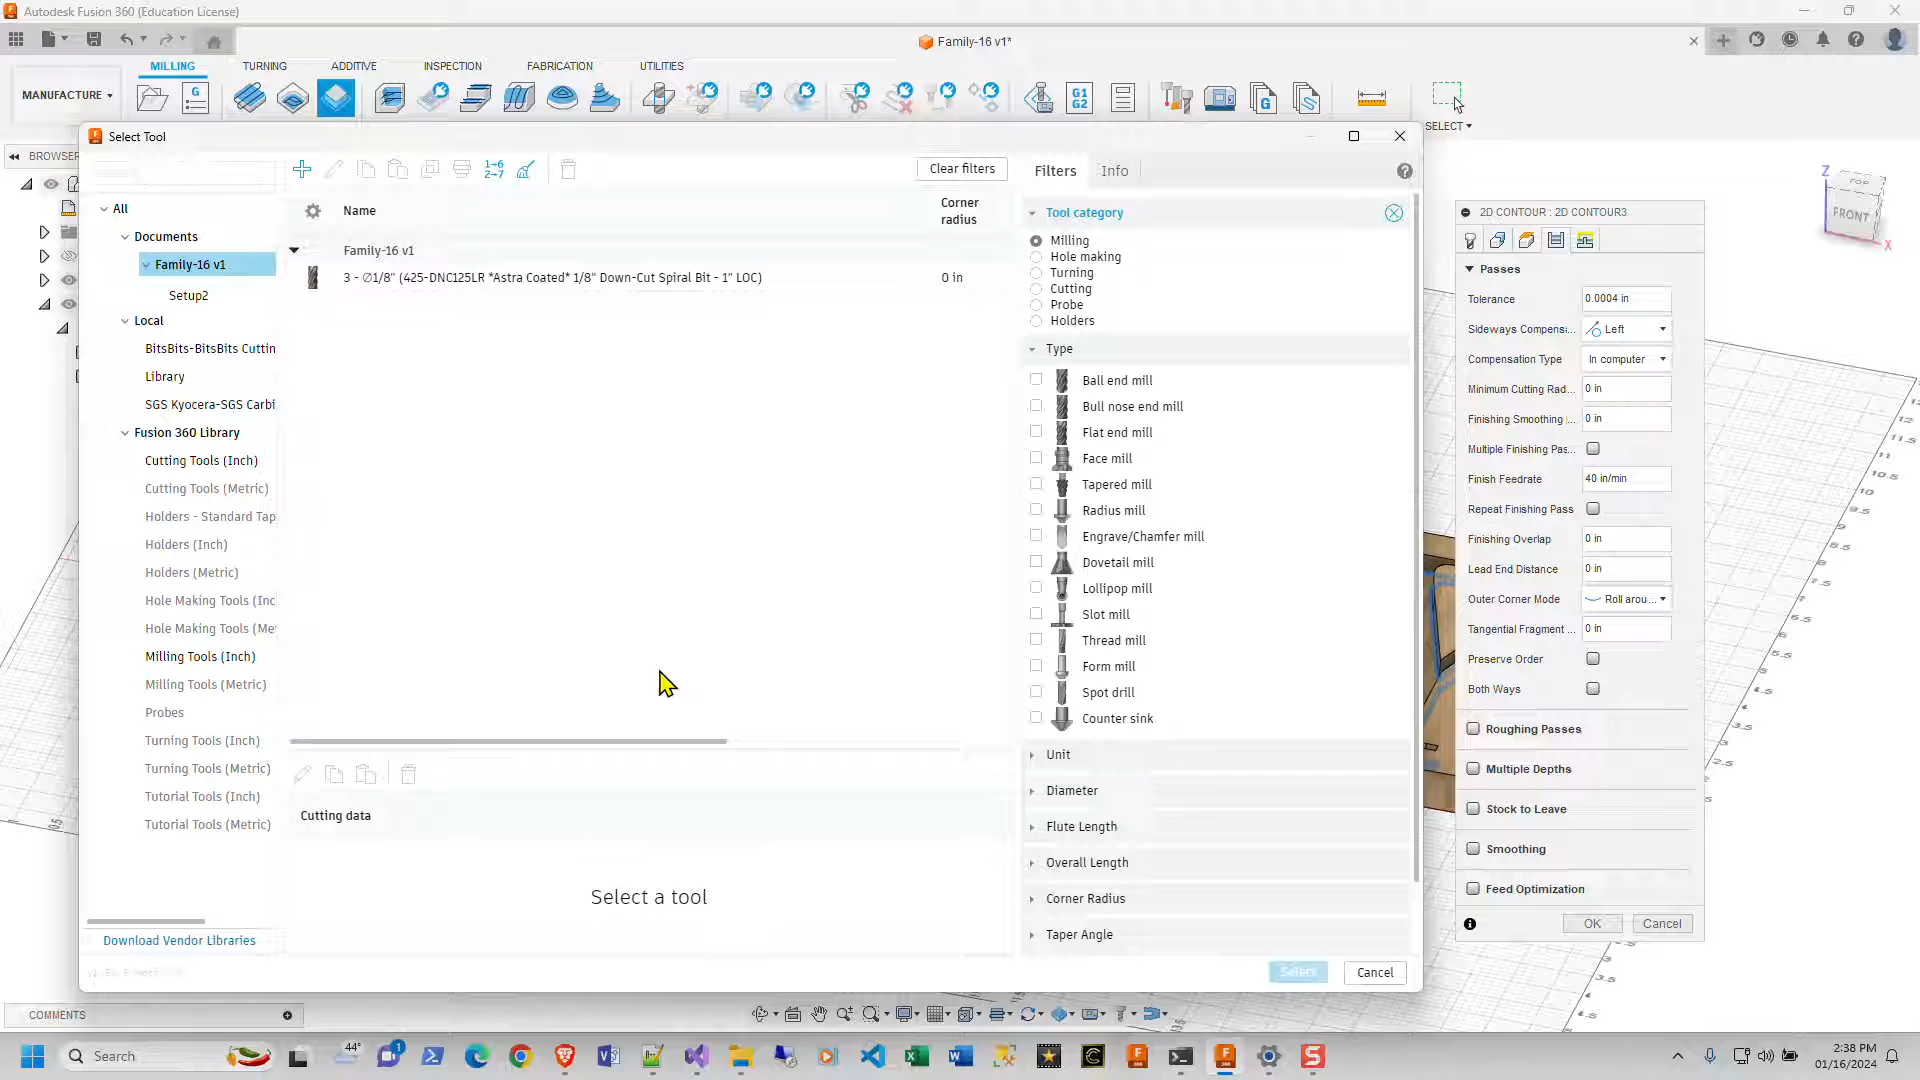 Autodesk Fusion 360 (Education License)
Family-16 v1*
MILLING
TURNING
ADDITIVE
INSPECTION
FABRICATION
UTILITIES
MANUFACTURE
SELECT
BROWSER
Select Tool
Clear filters
Filters
Info
All
Documents
Family-16 v1
Setup2
Local
BitsBits-BitsBits Cuttin
Library
SGS Kyocera-SGS Carbi
Fusion 360 Library
Cutting Tools (Inch)
Cutting Tools (Metric)
Holders - Standard Tap
Holders (Inch)
Holders (Metric)
Hole Making Tools (Inc
Hole Making Tools (Me
Milling Tools (Inch)
Milling Tools (Metric)
Probes
Turning Tools (Inch)
Turning Tools (Metric)
Tutorial Tools (Inch)
Tutorial Tools (Metric)
Download Vendor Libraries
Name
Corner
radius
Family-16 v1
3 - ∅1/8" (425-DNC125LR *Astra Coated* 1/8" Down-Cut Spiral Bit - 1" LOC)
0 in
Cutting data
Select a tool
Tool category
Milling
Hole making
Turning
Cutting
Probe
Holders
Type
Ball end mill
Bull nose end mill
Flat end mill
Face mill
Tapered mill
Radius mill
Engrave/Chamfer mill
Dovetail mill
Lollipop mill
Slot mill
Thread mill
Form mill
Spot drill
Counter sink
Unit
Diameter
Flute Length
Overall Length
Corner Radius
Taper Angle
Select
Cancel
TOP
FRONT
Z
X
2D CONTOUR : 2D CONTOUR3
Passes
Tolerance
0.0004 in
Sideways Compens...
Left
Compensation Type
In computer
Minimum Cutting Rad...
0 in
Finishing Smoothing ...
0 in
Multiple Finishing Pas...
Finish Feedrate
40 in/min
Repeat Finishing Pass
Finishing Overlap
0 in
Lead End Distance
0 in
Outer Corner Mode
Roll arou...
Tangential Fragment ...
0 in
Preserve Order
Both Ways
Roughing Passes
Multiple Depths
Stock to Leave
Smoothing
Feed Optimization
OK
Cancel
COMMENTS
Search
44°
2:38 PM
01/16/2024